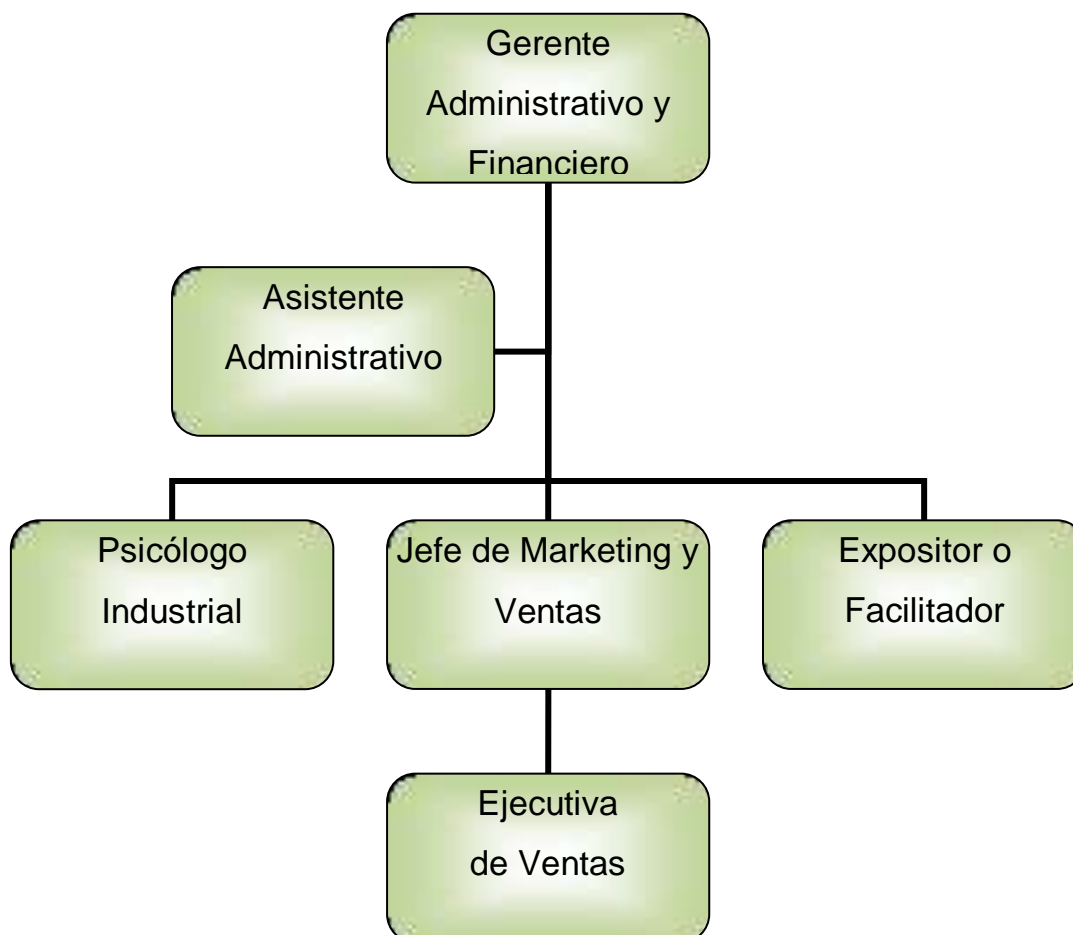 Gerente
Administrativo y
Financiero
Asistente
Administrativo
Psicólogo
Industrial
Jefe de Marketing y
Ventas
Expositor o
Facilitador
Ejecutiva
de Ventas